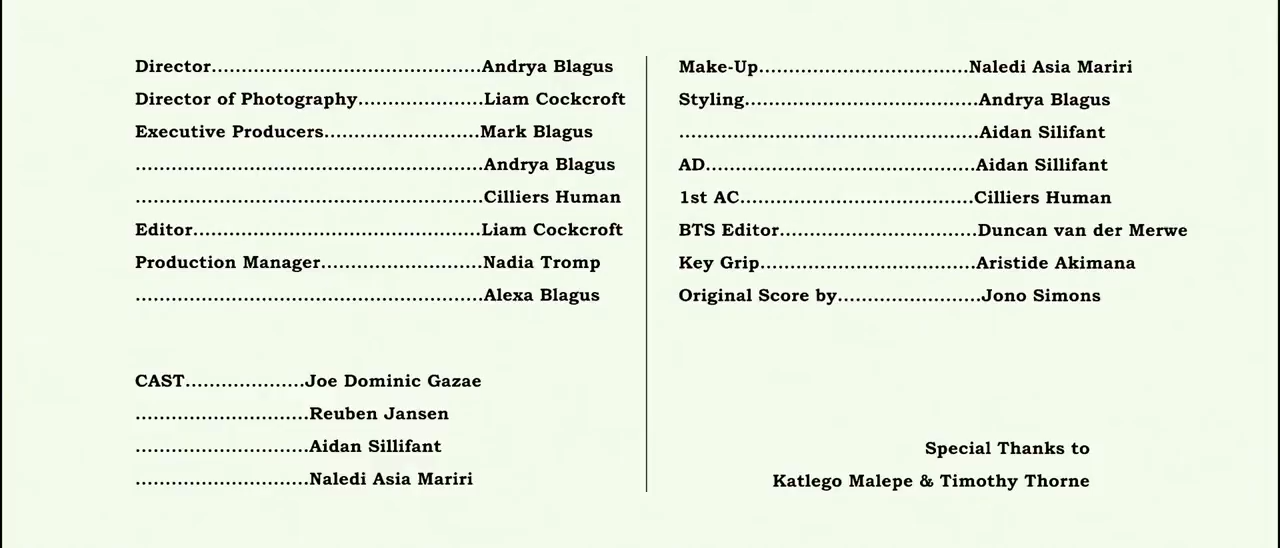 Director.............................................Andrya Blagus
Director of Photography.....................Liam Cockcroft
Executive Producers..........................Mark Blagus
..........................................................Andrya Blagus
..........................................................Cilliers Human
Editor................................................Liam Cockcroft
Production Manager...........................Nadia Tromp
..........................................................Alexa Blagus
CAST....................Joe Dominic Gazae
.............................Reuben Jansen
.............................Aidan Sillifant
.............................Naledi Asia Mariri
Make-Up...................................Naledi Asia Mariri
Styling.......................................Andrya Blagus
..................................................Aidan Silifant
AD.............................................Aidan Sillifant
1st AC.......................................Cilliers Human
BTS Editor.................................Duncan van der Merwe
Key Grip....................................Aristide Akimana
Original Score by........................Jono Simons
Special Thanks to
Katlego Malepe & Timothy Thorne